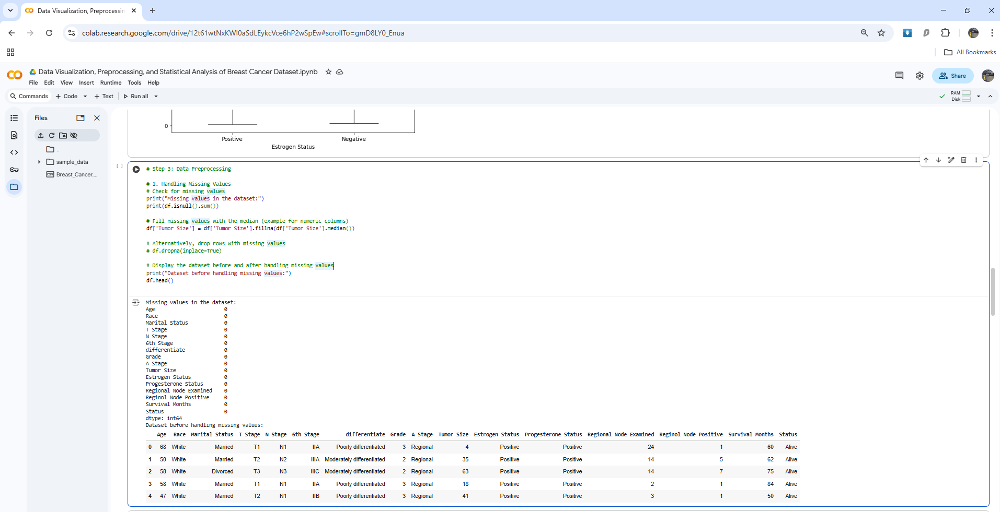 Data Visualization, Preprocessin
colab.research.google.com/drive/12t61wtNxKWI0aSdLEykcVce6hP2wSpEw#scrollTo=gmD8LY0_Enua
All Bookmarks
CO
Data Visualization, Preprocessing, and Statistical Analysis of Breast Cancer Dataset.ipynb
File Edit View Insert Runtime Tools Help
Share
Commands + Code + Text Run all
RAM
Disk
Files
..
sample_data
Breast_Cancer....
0
Positive Negative
Estrogen Status
[ ]
# Step 3: Data Preprocessing
# 1. Handling Missing Values
# Check for missing values
print("Missing values in the dataset:")
print(df.isnull().sum())
# Fill missing values with the median (example for numeric columns)
df['Tumor Size'] = df['Tumor Size'].fillna(df['Tumor Size'].median())
# Alternatively, drop rows with missing values
# df.dropna(inplace=True)
# Display the dataset before and after handling missing values
print("Dataset before handling missing values:")
df.head()
Missing values in the dataset:
Age 0
Race 0
Marital Status 0
T Stage 0
N Stage 0
6th Stage 0
differentiate 0
Grade 0
A Stage 0
Tumor Size 0
Estrogen Status 0
Progesterone Status 0
Regional Node Examined 0
Reginol Node Positive 0
Survival Months 0
Status 0
dtype: int64
Dataset before handling missing values:
Age Race Marital Status T Stage N Stage 6th Stage differentiate Grade A Stage Tumor Size Estrogen Status Progesterone Status Regional Node Examined Reginol Node Positive Survival Months Status
0 68 White Married T1 N1 IIA Poorly differentiated 3 Regional 4 Positive Positive 24 1 60 Alive
1 50 White Married T2 N2 IIIA Moderately differentiated 2 Regional 35 Positive Positive 14 5 62 Alive
2 58 White Divorced T3 N3 IIIC Moderately differentiated 2 Regional 63 Positive Positive 14 7 75 Alive
3 58 White Married T1 N1 IIA Poorly differentiated 3 Regional 18 Positive Positive 2 1 84 Alive
4 47 White Married T2 N1 IIB Poorly differentiated 3 Regional 41 Positive Positive 3 1 50 Alive